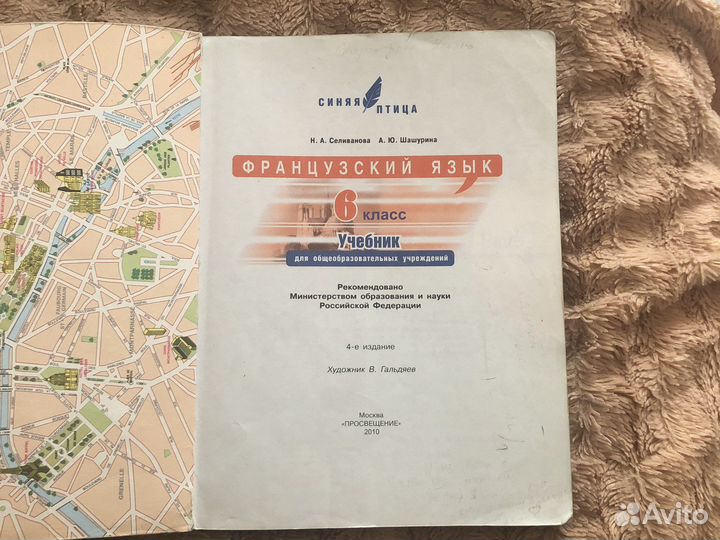 СИНЯЯ
ПТИЦА
Н. А. Селиванова А. Ю. Шашурина
ФРАНЦУЗСКИЙ ЯЗЫК
6 класс
Учебник
для общеобразовательных учреждений
Рекомендовано
Министерством образования и науки
Российской Федерации
4-е издание
Художник В. Гальдяев
Москва
«ПРОСВЕЩЕНИЕ»
2010
GRENELLE
MONTPARNASSE
Avito